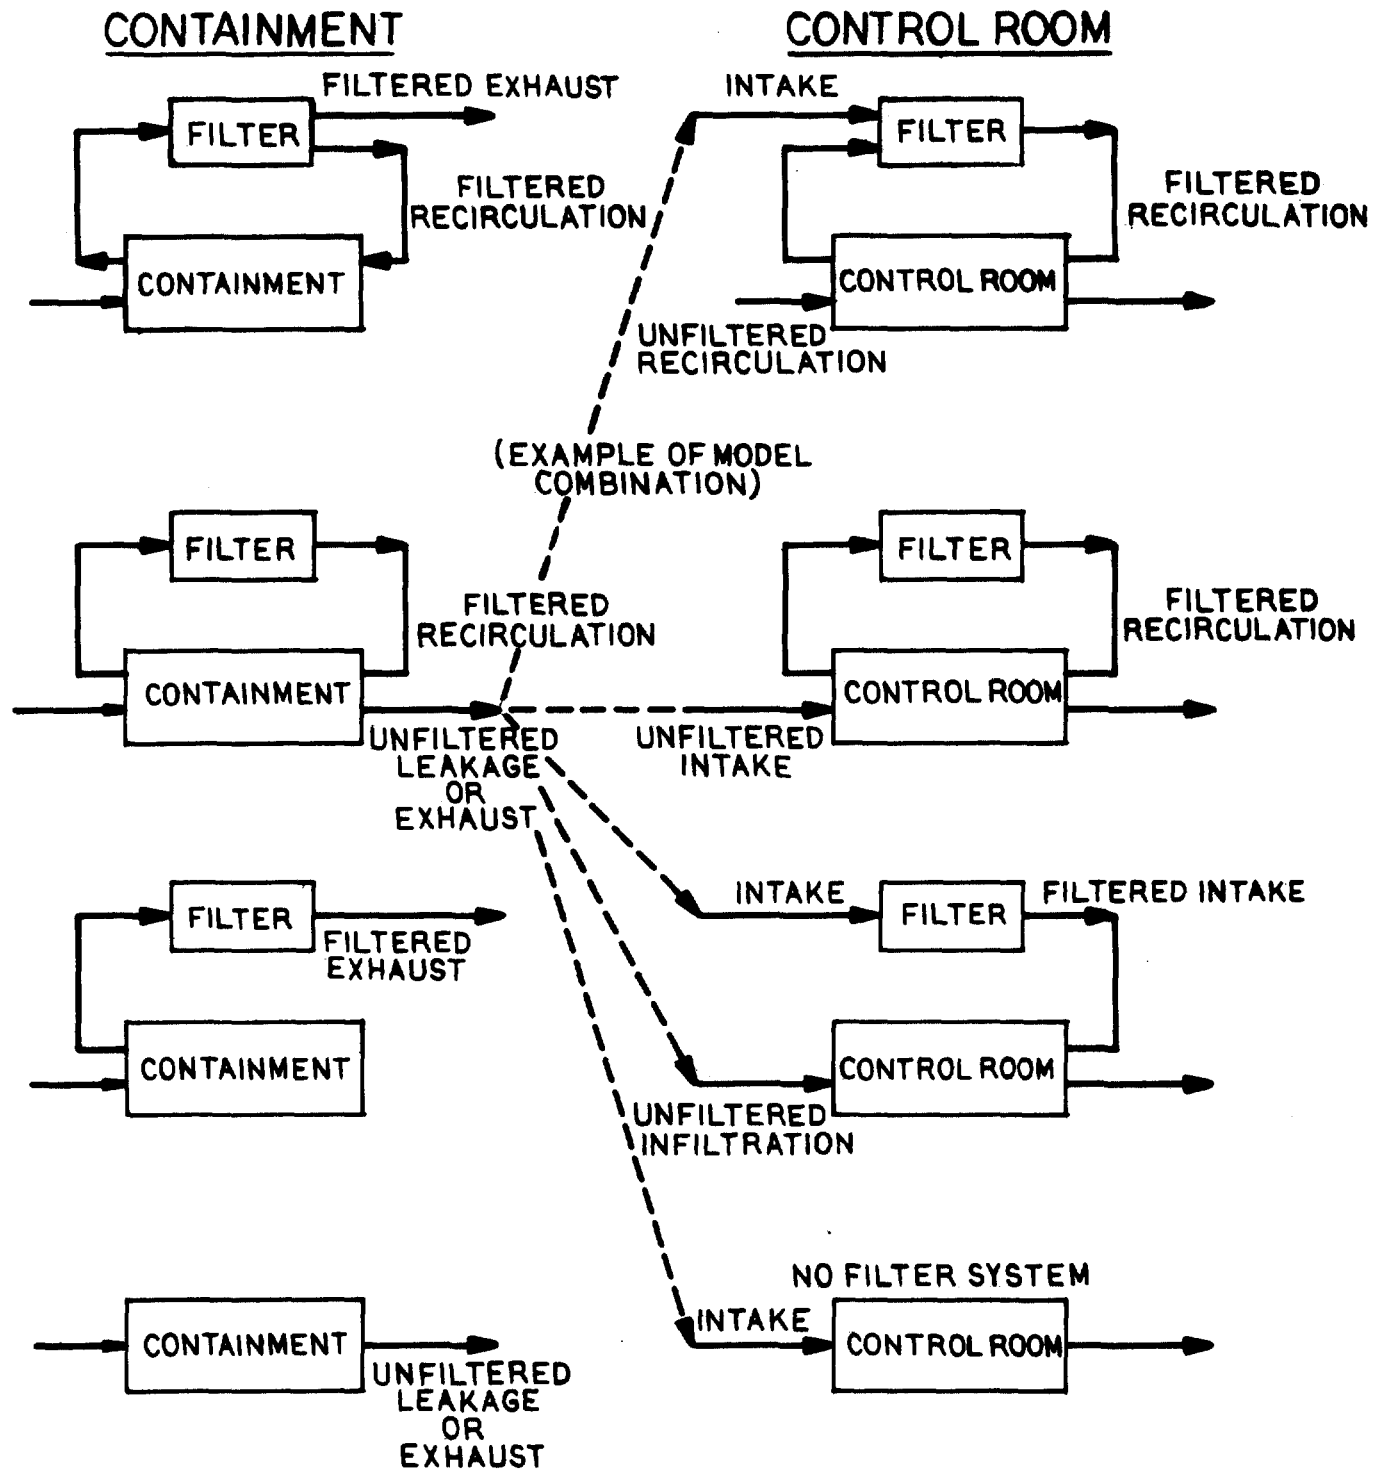 CONTAINMENT
CONTROL ROOM
FILTERED EXHAUST
INTAKE
FILTER
FILTER
FILTERED
RECIRCULATION
FILTERED
RECIRCULATION
CONTAINMENT
CONTROL ROOM
UNFILTERED
RECIRCULATION
(EXAMPLE OF MODEL
COMBINATION)
FILTER
FILTER
FILTERED
RECIRCULATION
FILTERED
RECIRCULATION
CONTAINMENT
CONTROL ROOM
UNFILTERED
LEAKAGE
OR
EXHAUST
UNFILTERED
INTAKE
INTAKE
FILTERED INTAKE
FILTER
FILTER
FILTERED
EXHAUST
CONTAINMENT
CONTROL ROOM
UNFILTERED
INFILTRATION
NO FILTER SYSTEM
INTAKE
CONTAINMENT
CONTROL ROOM
UNFILTERED
LEAKAGE
OR
EXHAUST